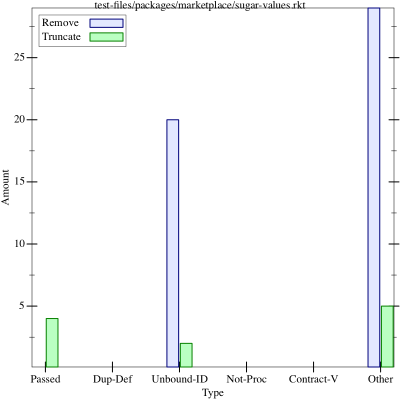 test-files/packages/marketplace/sugar-values.rkt
Remove
Truncate
25
20
15
10
5
Amount
Passed Dup-Def Unbound-ID Not-Proc Contract-V Other
Type